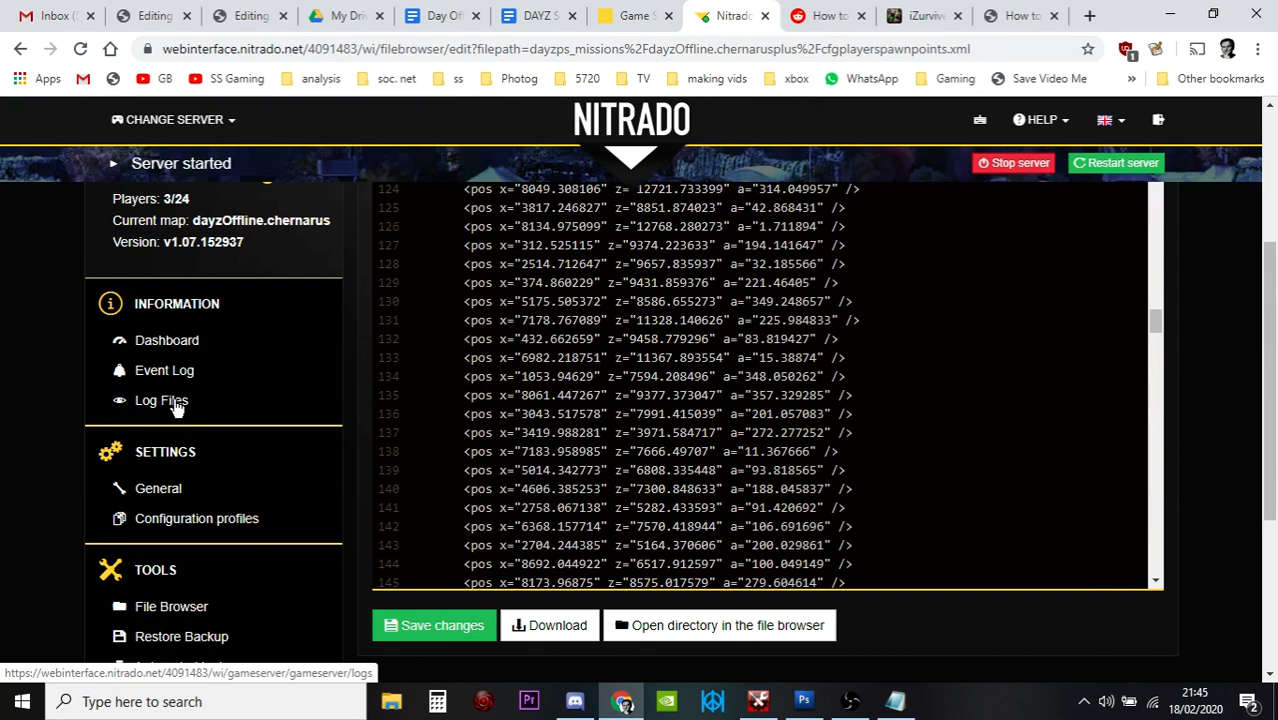 Inbox (
Editing
Editing
My Dri
Day Of
DAYZ S
Game S
Nitrado
How to
iZurviv
How to
webinterface.nitrado.net/4091483/wi/filebrowser/edit?filepath=dayzps_missions%2FdayzOffline.chernarusplus%2Fcfgplayerspawnpoints.xml
1
Apps
GB
SS Gaming
analysis
soc. net
ss
Photog
5720
TV
making vids
xbox
WhatsApp
Gaming
Save Video Me
»
Other bookmarks
CHANGE SERVER
NITRADO
HELP
Server started
Stop server
Restart server
Players: 3/24
Current map: dayzOffline.chernarus
Version: v1.07.152937
INFORMATION
Dashboard
Event Log
Log Files
SETTINGS
General
Configuration profiles
TOOLS
File Browser
Restore Backup
124 <pos x="8049.308106" z="12721.733399" a="314.049957" />
125 <pos x="3817.246827" z="8851.874023" a="42.868431" />
126 <pos x="8134.975099" z="12768.280273" a="1.711894" />
127 <pos x="312.525115" z="9374.223633" a="194.141647" />
128 <pos x="2514.712647" z="9657.835937" a="32.185566" />
129 <pos x="374.860229" z="9431.859376" a="221.46405" />
130 <pos x="5175.505372" z="8586.655273" a="349.248657" />
131 <pos x="7178.767089" z="11328.140626" a="225.984833" />
132 <pos x="432.662659" z="9458.779296" a="83.819427" />
133 <pos x="6982.218751" z="11367.893554" a="15.38874" />
134 <pos x="1053.94629" z="7594.208496" a="348.050262" />
135 <pos x="8061.447267" z="9377.373047" a="357.329285" />
136 <pos x="3043.517578" z="7991.415039" a="201.057083" />
137 <pos x="3419.988281" z="3971.584717" a="272.277252" />
138 <pos x="7183.958985" z="7666.49707" a="11.367666" />
139 <pos x="5014.342773" z="6808.335448" a="93.818565" />
140 <pos x="4606.385253" z="7300.848633" a="188.045837" />
141 <pos x="2758.067138" z="5282.433593" a="91.420692" />
142 <pos x="6368.157714" z="7570.418944" a="106.691696" />
143 <pos x="2704.244385" z="5164.370606" a="200.029861" />
144 <pos x="8692.044922" z="6517.912597" a="100.049149" />
145 <pos x="8173.96875" z="8575.017579" a="279.604614" />
Save changes
Download
Open directory in the file browser
https://webinterface.nitrado.net/4091483/wi/gameserver/gameserver/logs
Type here to search
Pr
Ps
21:45
18/02/2020
2